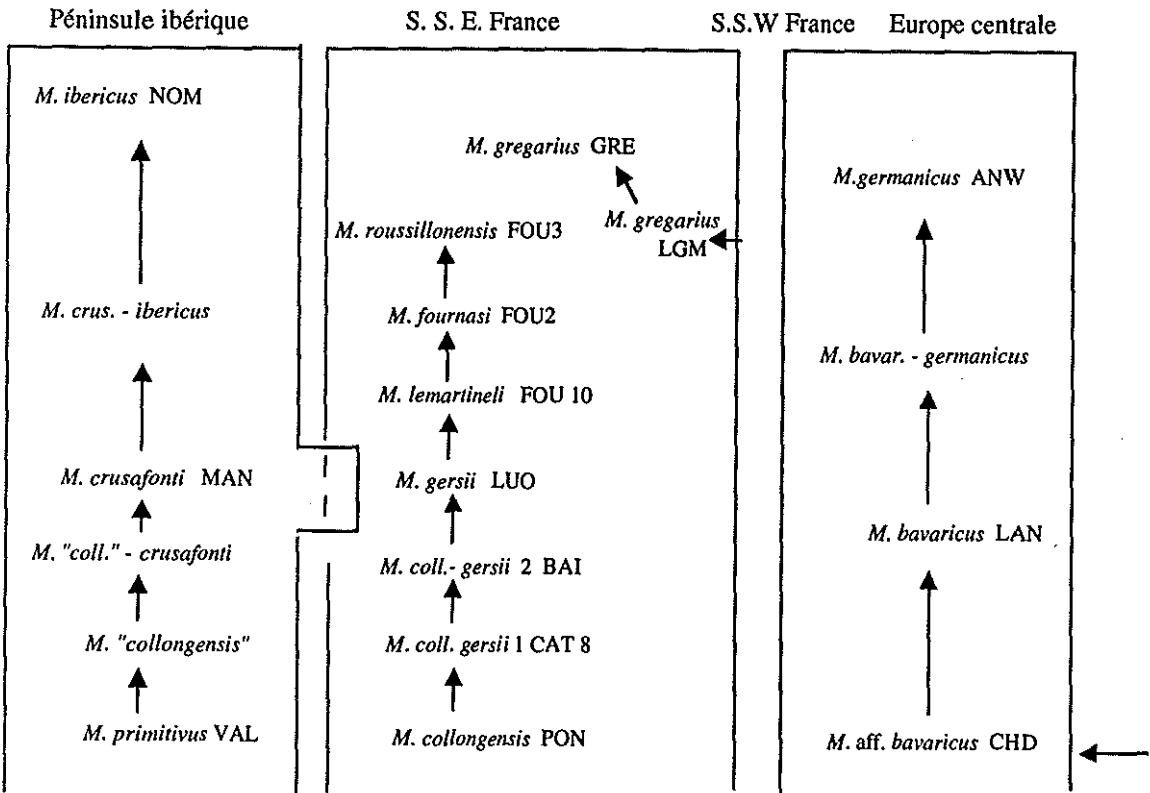 Péninsule ibérique
S. S. E. France
S.S.W France
Europe centrale
M. ibericus NOM
M. crus. - ibericus
M. crusafonti MAN
M. "coll." - crusafonti
M. "collongensis"
M. primitivus VAL
M. gregarius GRE
M. gregarius
LGM
M. roussillonensis FOU3
M. fournasi FOU2
M. lemartineli FOU 10
M. gersii LUO
M. coll.- gersii 2 BAI
M. coll. gersii 1 CAT 8
M. collongensis PON
M.germanicus ANW
M. bavar. - germanicus
M. bavaricus LAN
M. aff. bavaricus CHD